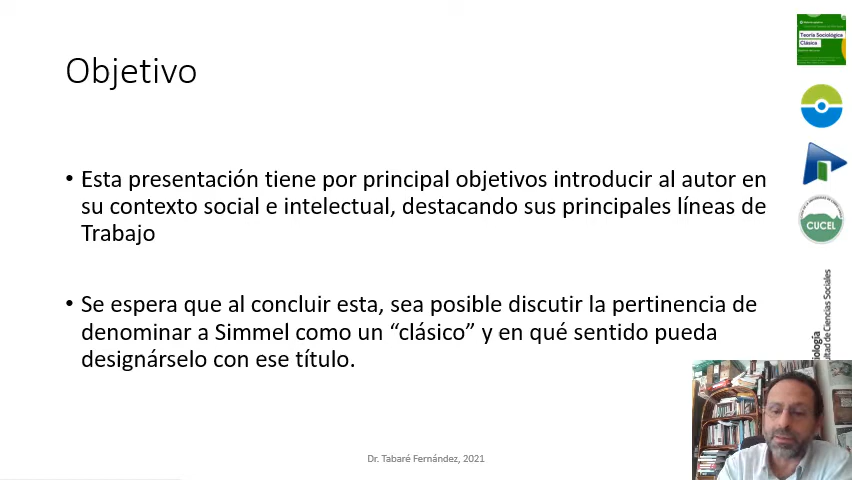 Objetivo
Teoría Sociológica
Clásica
• Esta presentación tiene por principal objetivos introducir al autor en
su contexto social e intelectual, destacando sus principales líneas de
Trabajo
CUCEL
• Se espera que al concluir esta, sea posible discutir la pertinencia de
denominar a Simmel como un “clásico” y en qué sentido pueda
designárselo con ese título.
Dr. Tabaré Fernández, 2021